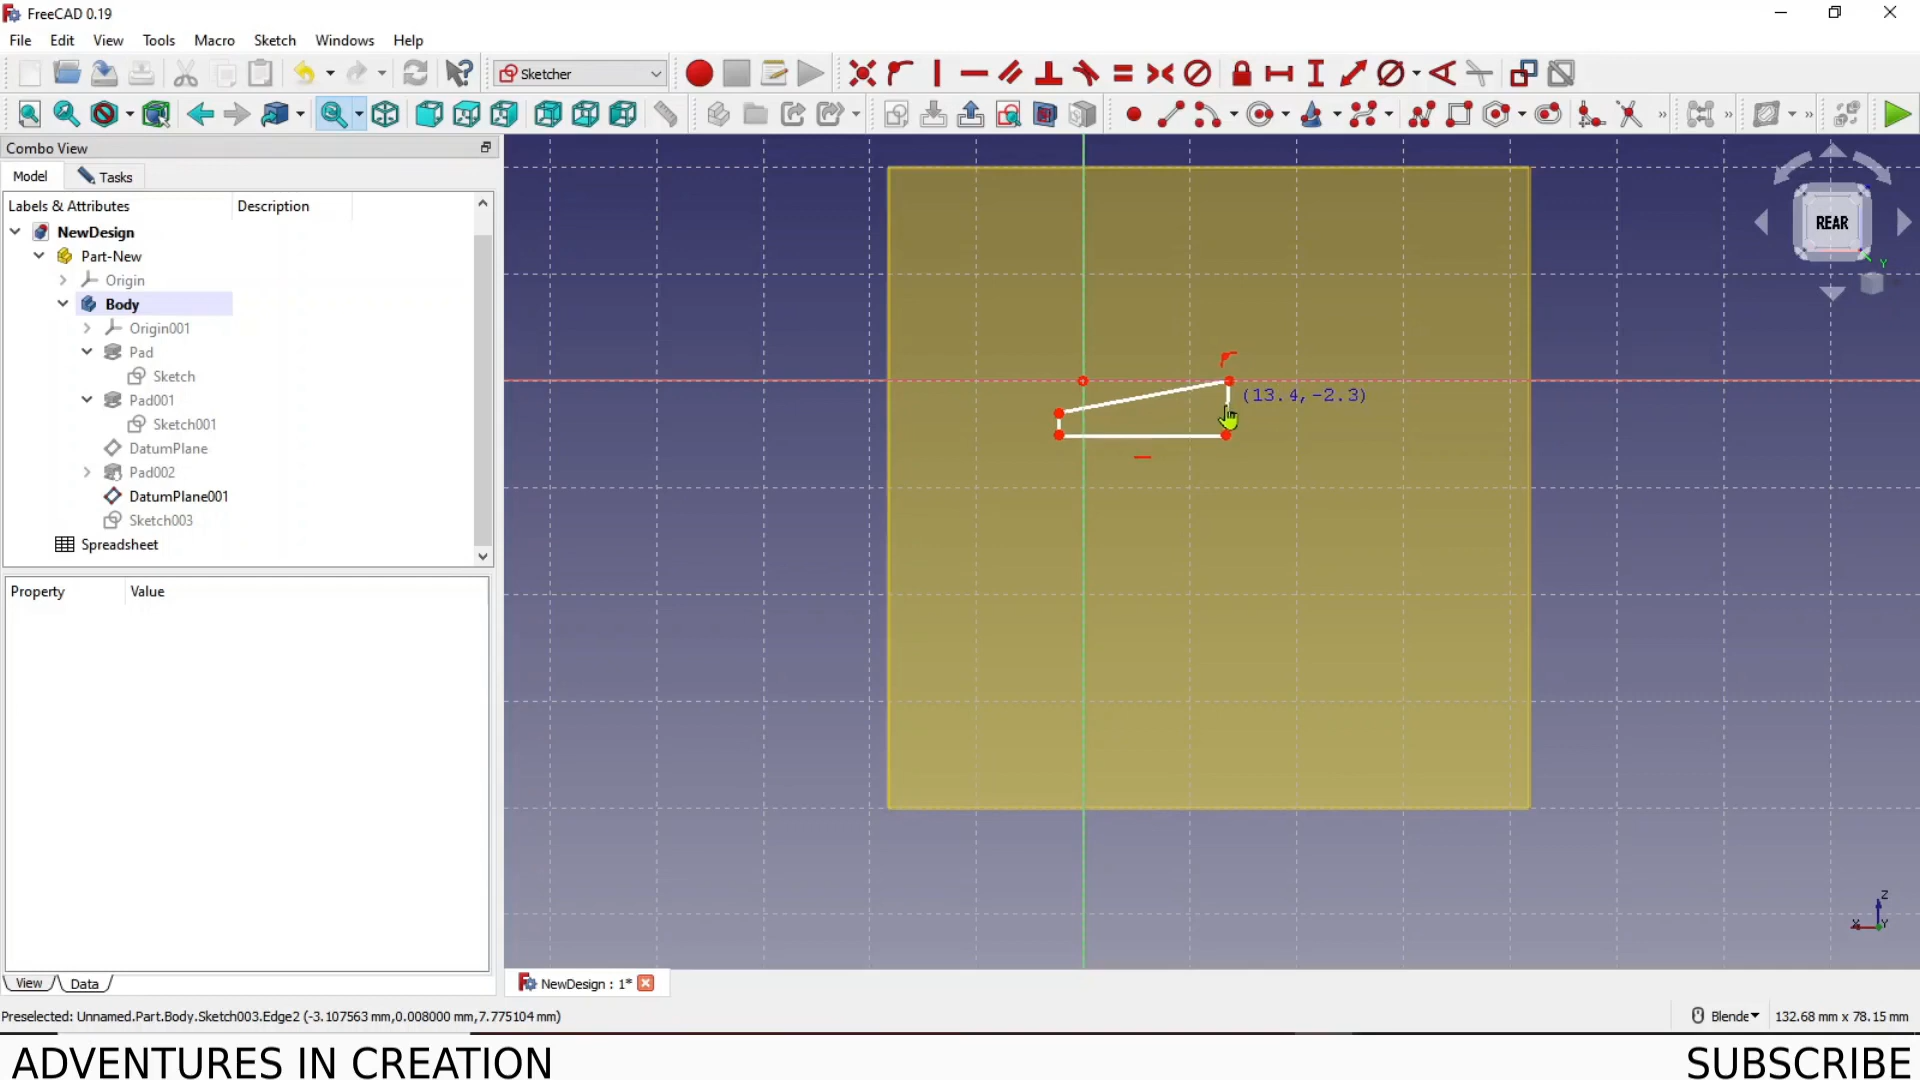 FreeCAD 0.19
File Edit View Tools Macro Sketch Windows Help
Sketcher
Combo View
Model Tasks
Labels & Attributes Description
NewDesign
Part-New
Origin
Body
Origin001
Pad
Sketch
Pad001
Sketch001
DatumPlane
Pad002
DatumPlane001
Sketch003
Spreadsheet
Property Value
View Data
REAR
Y
(13.4,-2.3)
Z
X Y
NewDesign : 1*
Preselected: Unnamed.Part.Body.Sketch003.Edge2 (-3.107563 mm,0.008000 mm,7.775104 mm)
Blende 132.68 mm x 78.15 mm
ADVENTURES IN CREATION SUBSCRIBE